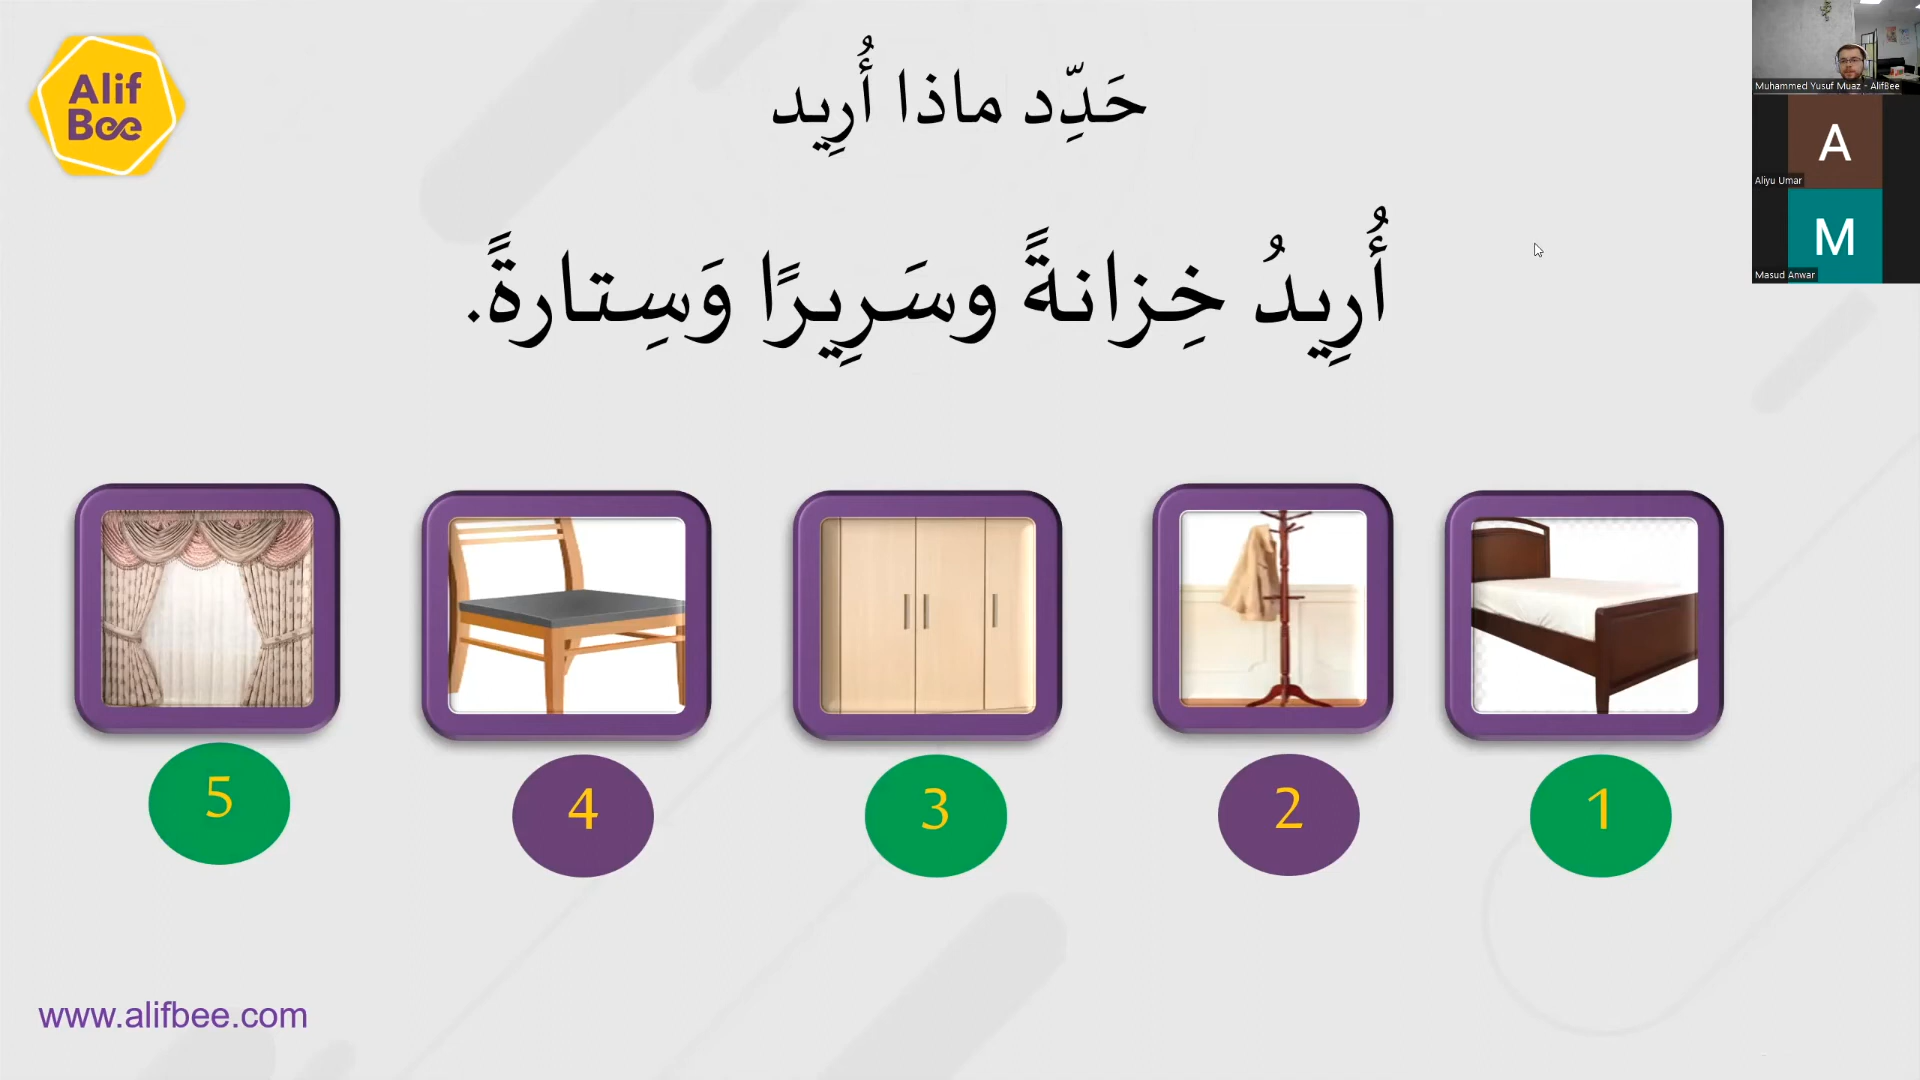 Alif
Bee
حَدِّد ماذا أُرِيد
أُرِيدُ خِزانةً وسَرِيرًا وَسِتارةً.
5
4
3
2
1
www.alifbee.com
Muhammed Yusuf Muaz - AlifBee
A
Aliyu Umar
M
Masud Anwar